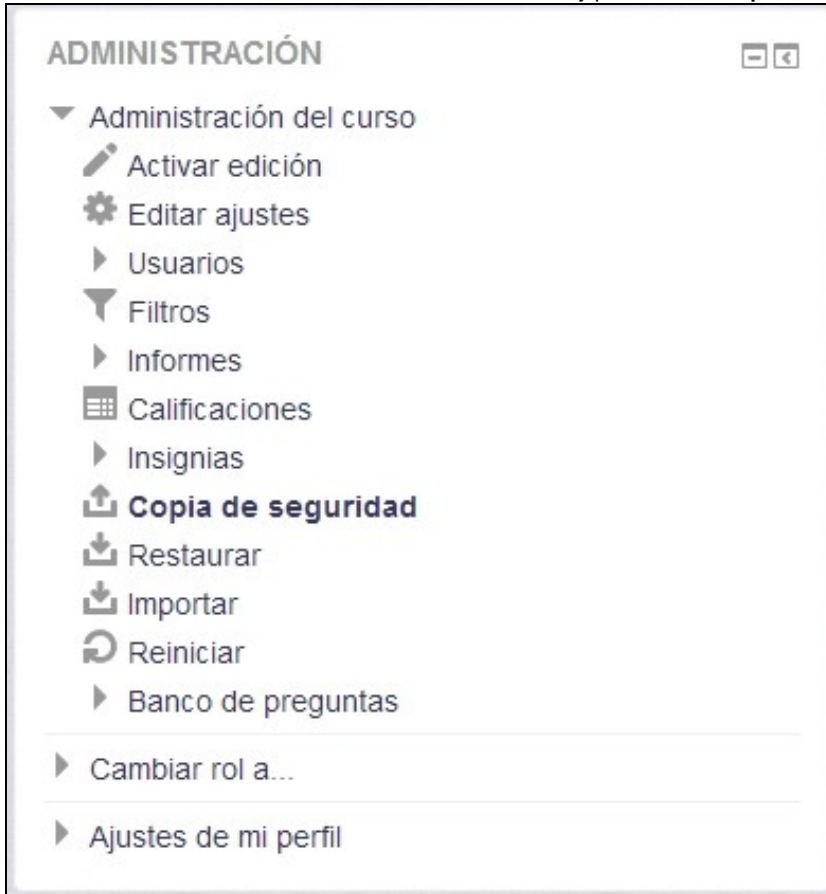 ADMINISTRACIÓN
Administración del curso
Activar edición
Editar ajustes
Usuarios
Filtros
Informes
Calificaciones
Insignias
Copia de seguridad
Restaurar
Importar
Reiniciar
Banco de preguntas
Cambiar rol a...
Ajustes de mi perfil